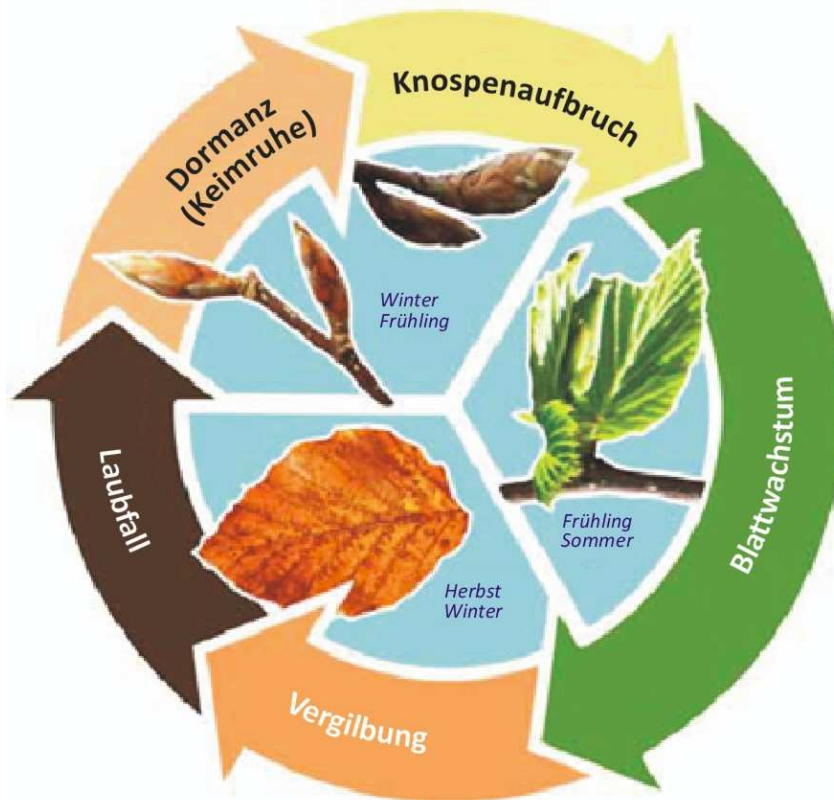 Knospenaufbruch
Dormanz
(Keimruhe)
Winter
Frühling
Blattwachstum
Frühling
Sommer
Laubfall
Herbst
Winter
Vergilbung